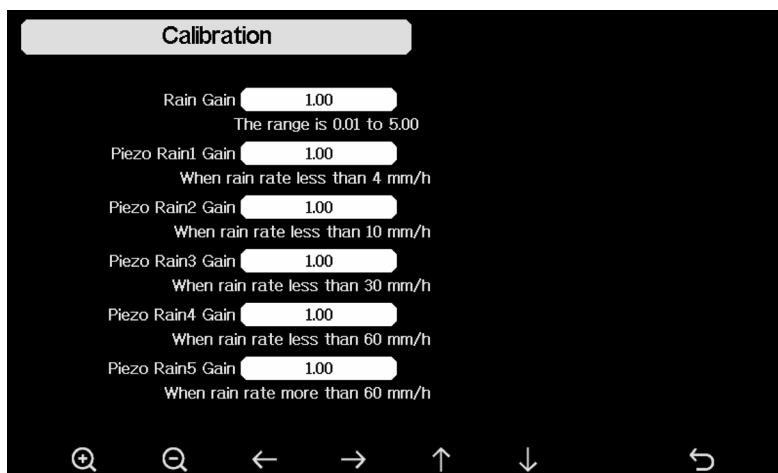 Calibration
Rain Gain 1.00
The range is 0.01 to 5.00
Piezo Rain1 Gain 1.00
When rain rate less than 4 mm/h
Piezo Rain2 Gain 1.00
When rain rate less than 10 mm/h
Piezo Rain3 Gain 1.00
When rain rate less than 30 mm/h
Piezo Rain4 Gain 1.00
When rain rate less than 60 mm/h
Piezo Rain5 Gain 1.00
When rain rate more than 60 mm/h